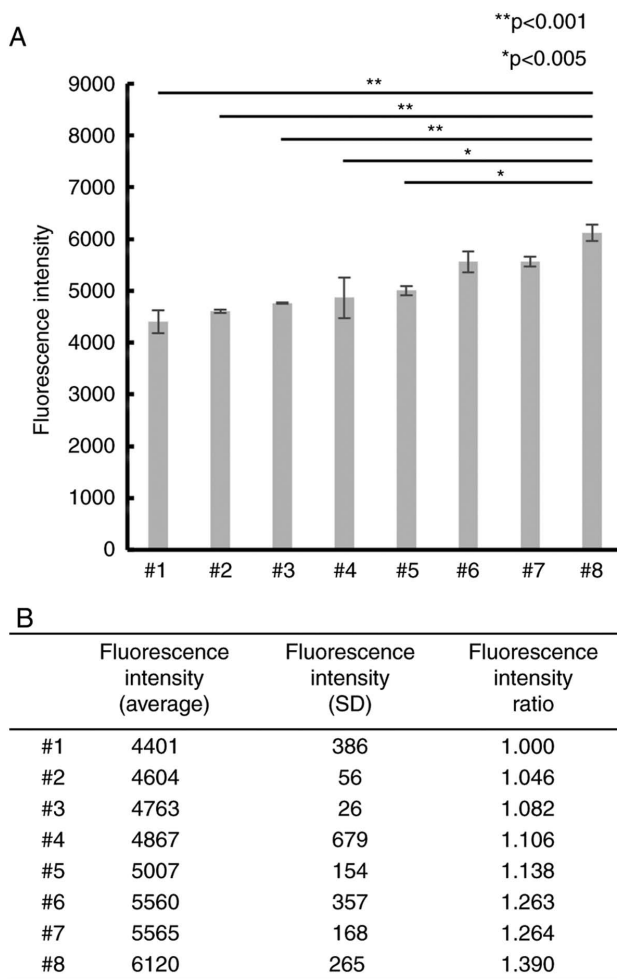 **p<0.001
A
*p<0.005
9000
8000
7000
6000
5000
4000
3000
2000
1000
0
Fluorescence intensity
**
**
**
*
*
#1 #2 #3 #4 #5 #6 #7 #8
B
Fluorescence intensity (average) Fluorescence intensity (SD) Fluorescence intensity ratio
#1 4401 386 1.000
#2 4604 56 1.046
#3 4763 26 1.082
#4 4867 679 1.106
#5 5007 154 1.138
#6 5560 357 1.263
#7 5565 168 1.264
#8 6120 265 1.390